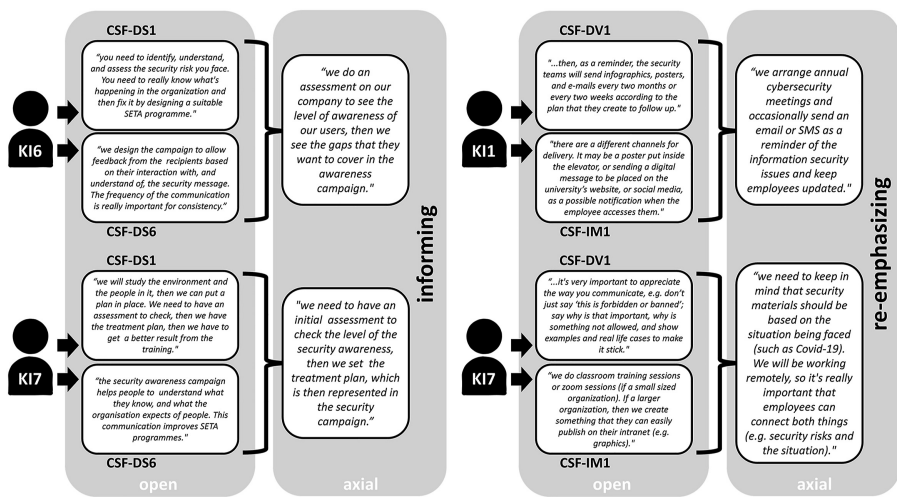 CSF-DS1
"you need to identify, understand,
and assess the security risk you face.
You need to really know what's
happening in the organization and
then fix it by designing a suitable
SETA programme."
KI6
"we design the campaign to allow
feedback from the recipients based
on their interaction with, and
understand of, the security message.
The frequency of the communication
is really important for consistency."
CSF-DS6
"we do an
assessment on our
company to see the
level of awareness of
our users, then we
see the gaps that they
want to cover in the
awareness
campaign."
CSF-DS1
"we will study the environment and
the people in it, then we can put a
plan in place. We need to have an
assessment to check, then we have
the treatment plan, then we have to
get a better result from the
training."
KI7
"the security awareness campaign
helps people to understand what
they know, and what the
organisation expects of people. This
communication improves SETA
programmes."
CSF-DS6
"we need to have an
initial assessment to
check the level of the
security awareness,
then we set the
treatment plan, which
is then represented in
the security
campaign."
informing
open
axial
CSF-DV1
"...then, as a reminder, the security
teams will send infographics, posters,
and e-mails every two months or
every two weeks according to the
plan that they create to follow up."
KI1
"there are a different channels for
delivery. It may be a poster put inside
the elevator, or sending a digital
message to be placed on the
university's website, or social media,
as a possible notification when the
employee accesses them."
CSF-IM1
"we arrange annual
cybersecurity
meetings and
occasionally send an
email or SMS as a
reminder of the
information security
issues and keep
employees updated."
CSF-DV1
"...it's very important to appreciate
the way you communicate, e.g. don't
just say 'this is forbidden or banned';
say why is that important, why is
something not allowed, and show
examples and real life cases to make
it stick."
KI7
"we do classroom training sessions
or zoom sessions (if a small sized
organization). If a larger
organization, then we create
something that they can easily
publish on their intranet (e.g.
graphics)."
CSF-IM1
"we need to keep in
mind that security
materials should be
based on the
situation being faced
(such as Covid-19).
We will be working
remotely, so it's really
important that
employees can
connect both things
(e.g. security risks and
the situation)."
re-emphasizing
open
axial